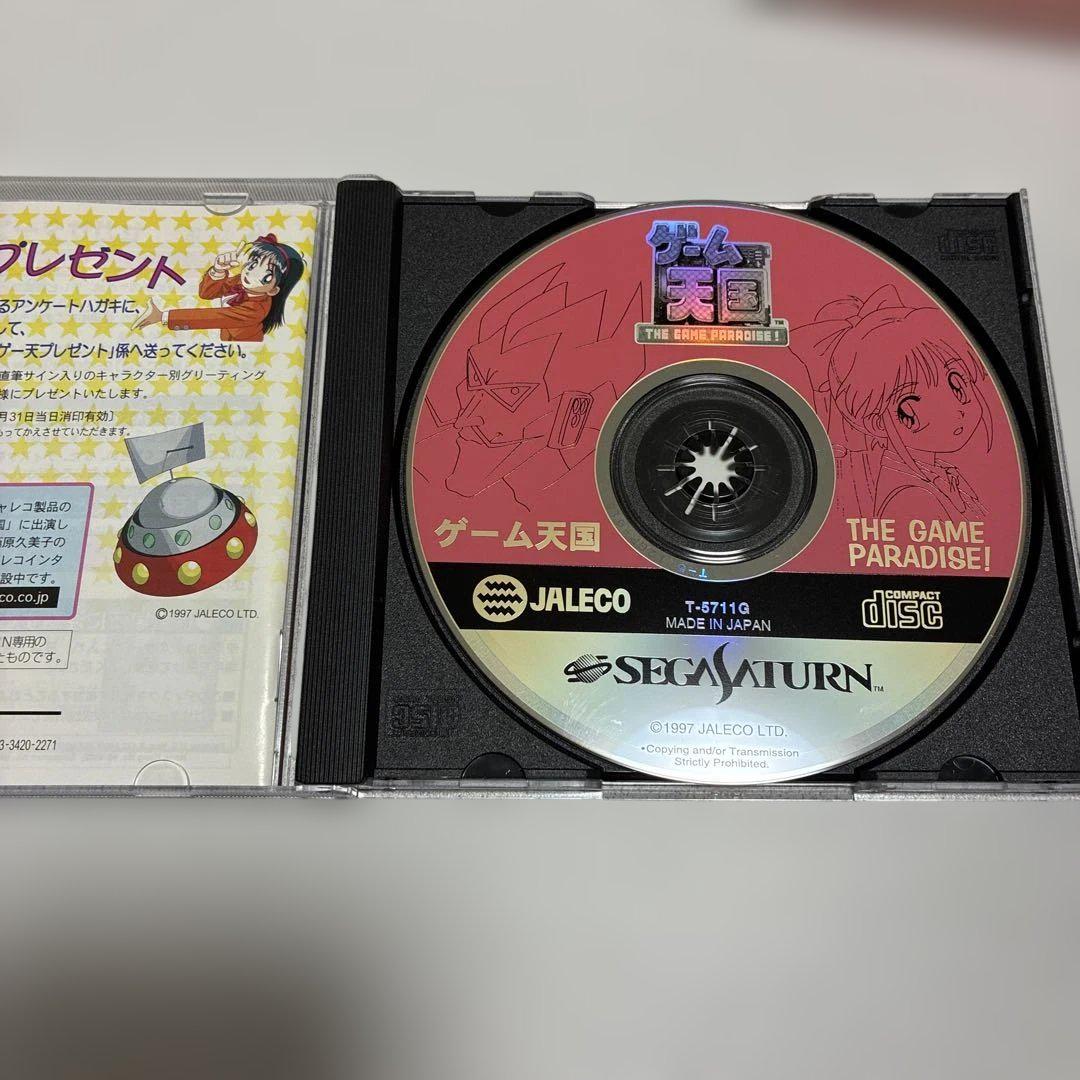 プレゼント
るアンケートハガキに、
して、
ゲー天プレゼント」係へ送ってください。
直筆サイン入りのキャラクター別グリーティング
様にプレゼントいたします。
月31日当日消印有効〕
もってかえさせていただきます。
ャレコ製品の
国」に出演し
原久美子の
レコインタ
設中です。
co.co.jp
©1997 JALECO LTD.
N専用の
たものです。
3-3420-2271
ゲーム
天国
THE GAME PARADISE!
ゲーム天国
THE GAME
PARADISE!
JALECO
T-5711G
MADE IN JAPAN
COMPACT
disc
SEGA SATURN™
©1997 JALECO LTD.
•Copying and/or Transmission
Strictly Prohibited.
disc